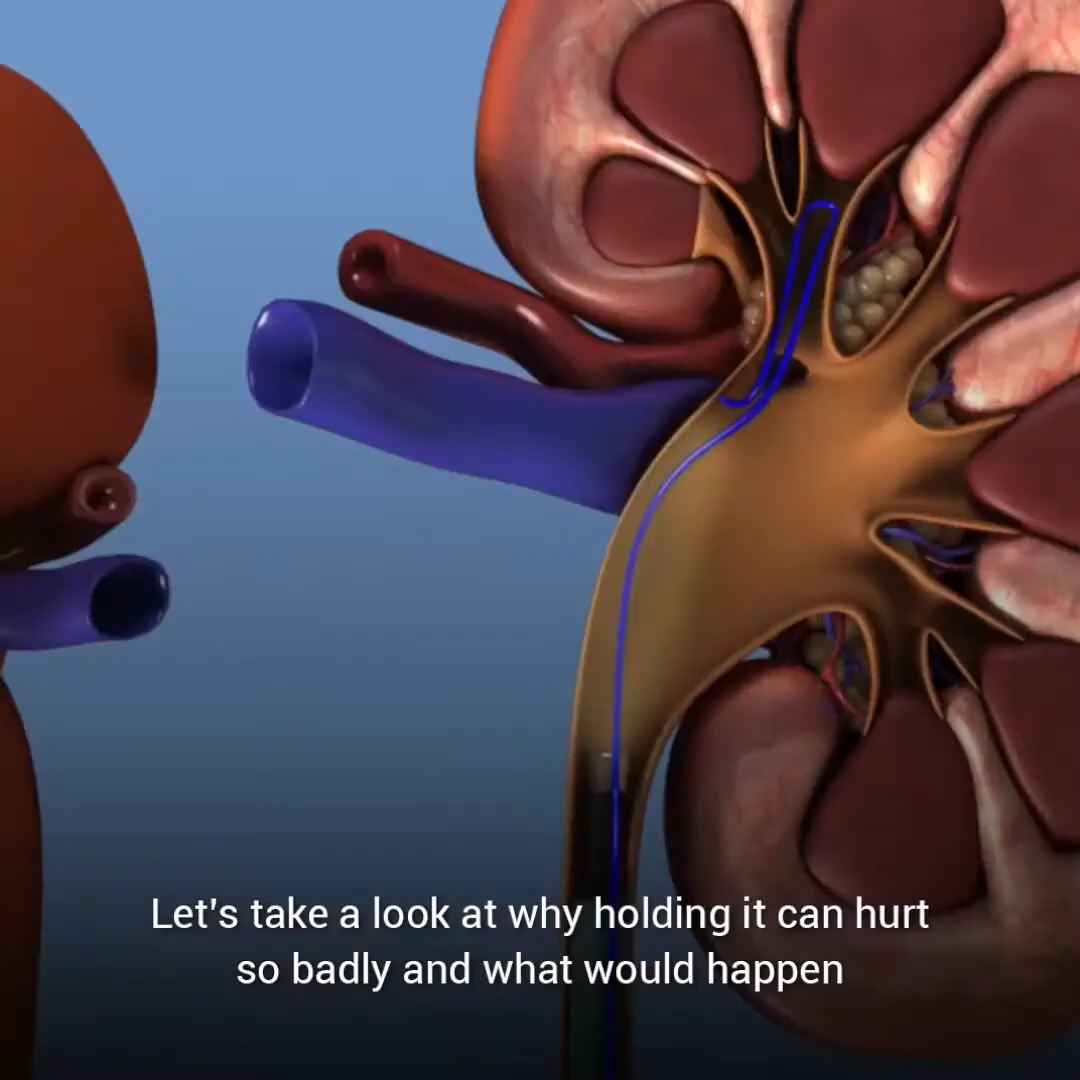 Let's take a look at why holding it can hurt
so badly and what would happen